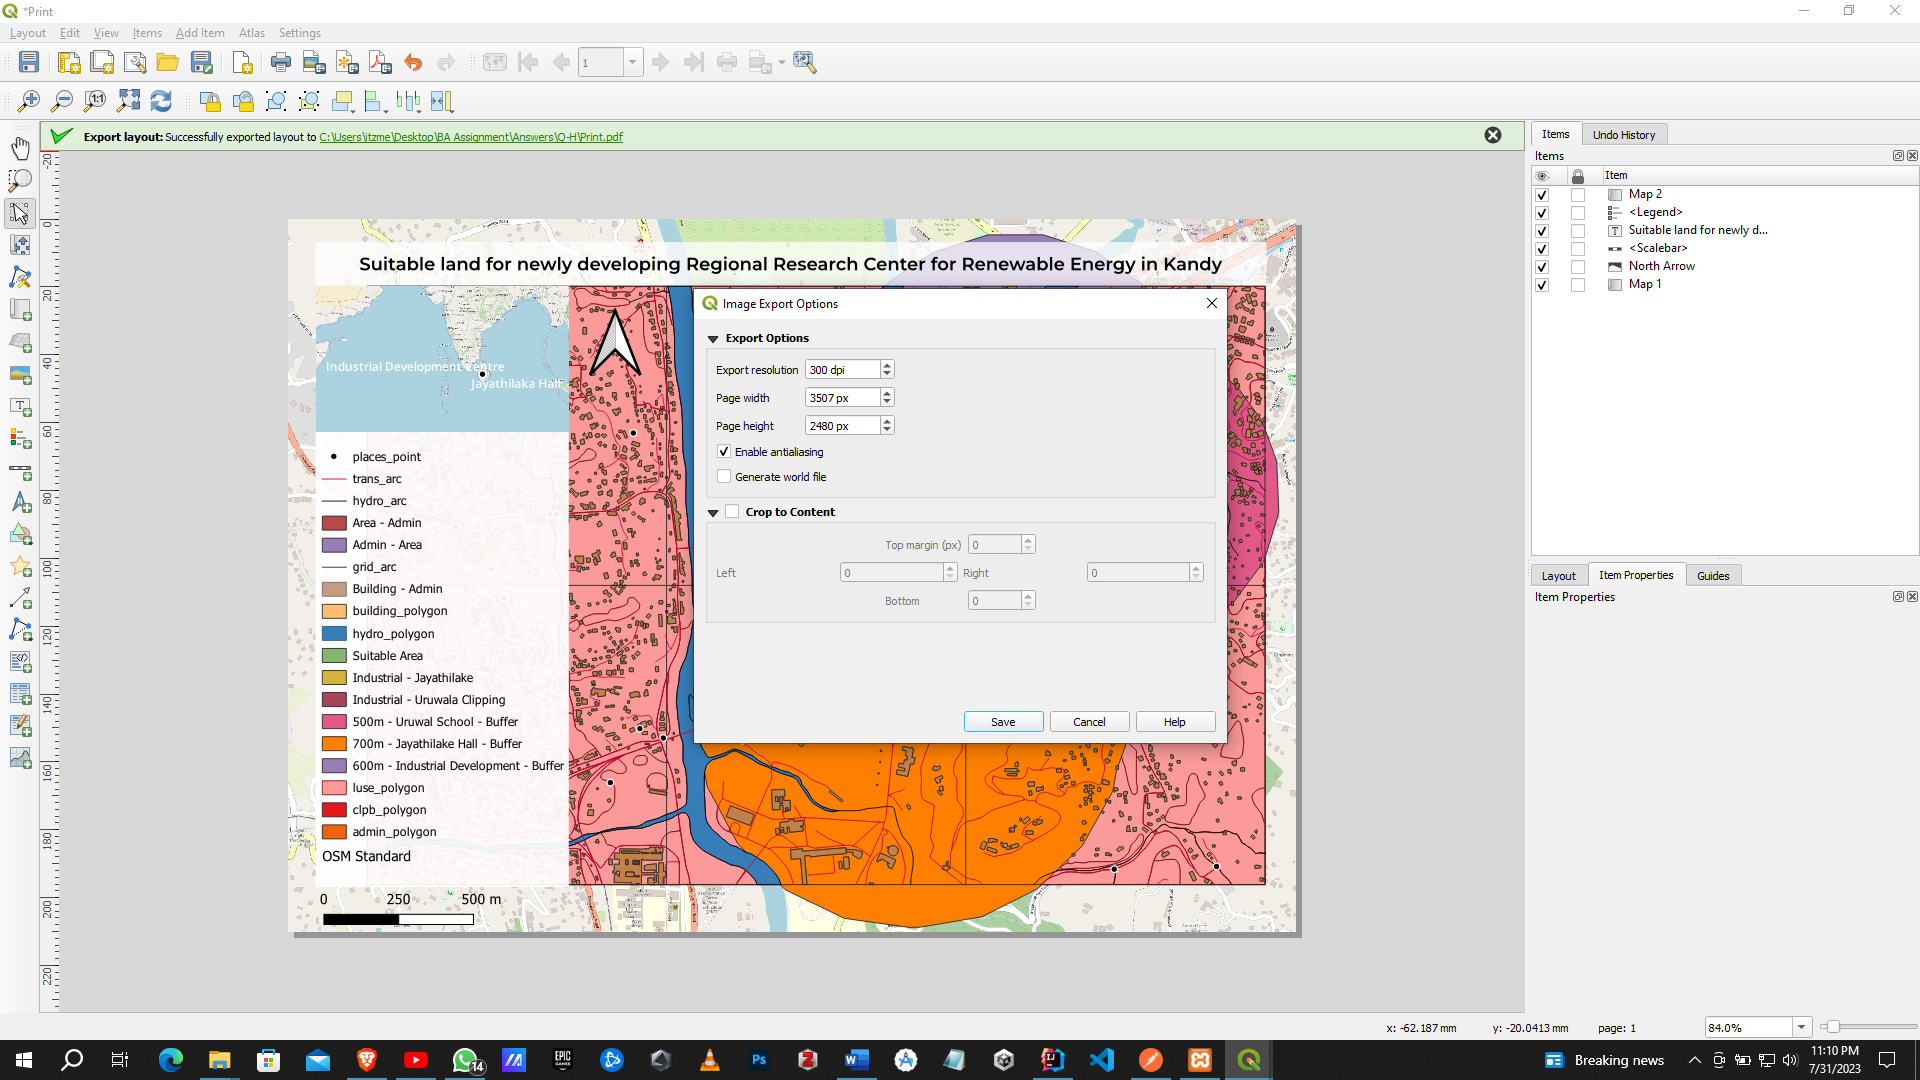 *Print
Layout Edit View Items Add Item Atlas Settings
1
Export layout: Successfully exported layout to C:\Users\itzme\Desktop\BA Assignment\Answers\Q-H\Print.pdf
Items Undo History
Items
Item
Map 2
<Legend>
Suitable land for newly d...
<Scalebar>
North Arrow
Map 1
Suitable land for newly developing Regional Research Center for Renewable Energy in Kandy
Industrial Development Centre
Jayathilaka Hall
places_point
trans_arc
hydro_arc
Area - Admin
Admin - Area
grid_arc
Building - Admin
building_polygon
hydro_polygon
Suitable Area
Industrial - Jayathilake
Industrial - Uruwala Clipping
500m - Uruwal School - Buffer
700m - Jayathilake Hall - Buffer
600m - Industrial Development - Buffer
luse_polygon
clpb_polygon
admin_polygon
OSM Standard
0 250 500 m
Image Export Options
Export Options
Export resolution 300 dpi
Page width 3507 px
Page height 2480 px
Enable antialiasing
Generate world file
Crop to Content
Top margin (px) 0
Left 0 Right 0
Bottom 0
Save Cancel Help
Layout Item Properties Guides
Item Properties
x: -62.187 mm y: -20.0413 mm page: 1 84.0%
14
EPIC
GAMES
Ps
W
Breaking news
11:10 PM
7/31/2023